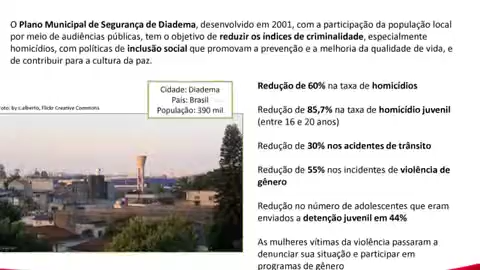 O Plano Municipal de Segurança de Diadema, desenvolvido em 2001, com a participação da população local
por meio de audiências públicas, tem o objetivo de reduzir os índices de criminalidade, especialmente
homicídios, com políticas de inclusão social que promovam a prevenção e a melhoria da qualidade de vida, e
de contribuir para a cultura da paz.
Cidade: Diadema
País: Brasil
População: 390 mil
Foto: by C.alberto, Flickr Creative Commons
Redução de 60% na taxa de homicídios
Redução de 85,7% na taxa de homicídio juvenil
(entre 16 e 20 anos)
Redução de 30% nos acidentes de trânsito
Redução de 55% nos incidentes de violência de
gênero
Redução no número de adolescentes que eram
enviados a detenção juvenil em 44%
As mulheres vítimas da violência passaram a
denunciar sua situação e participar em
programas de gênero